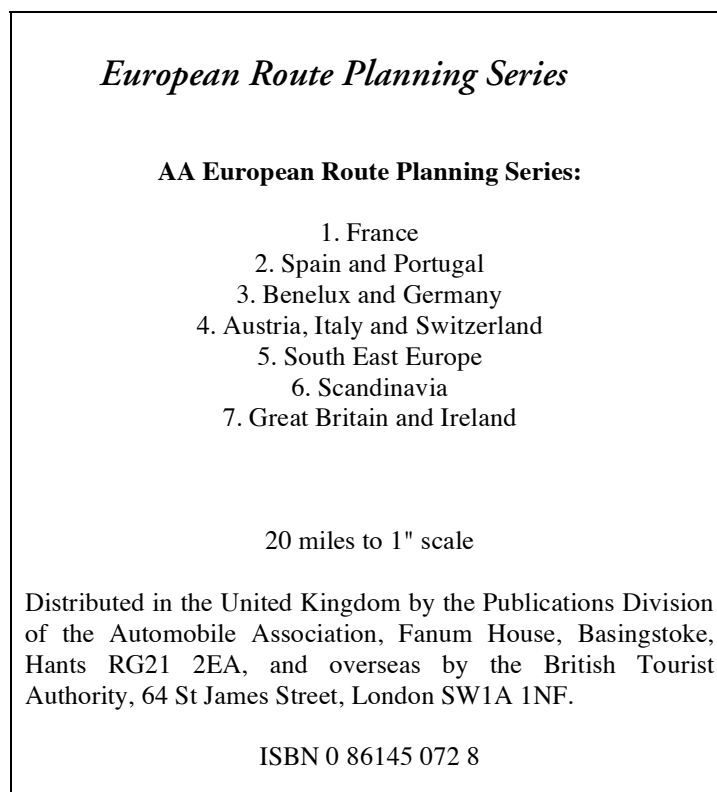 European Route Planning Series
AA European Route Planning Series:
1. France
2. Spain and Portugal
3. Benelux and Germany
4. Austria, Italy and Switzerland
5. South East Europe
6. Scandinavia
7. Great Britain and Ireland
20 miles to 1" scale
Distributed in the United Kingdom by the Publications Division
of the Automobile Association, Fanum House, Basingstoke,
Hants RG21 2EA, and overseas by the British Tourist
Authority, 64 St James Street, London SW1A 1NF.
ISBN 0 86145 072 8